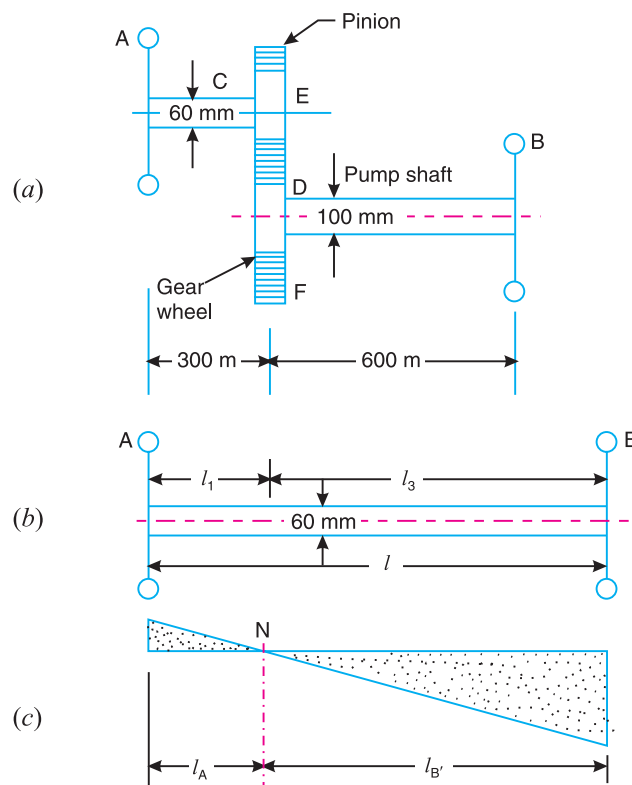 Pinion
A
C
60 mm
E
B
(a)
D
Pump shaft
100 mm
Gear
wheel
F
300 m
600 m
A
B
l1
l3
(b)
60 mm
l
N
(c)
lA
lB′